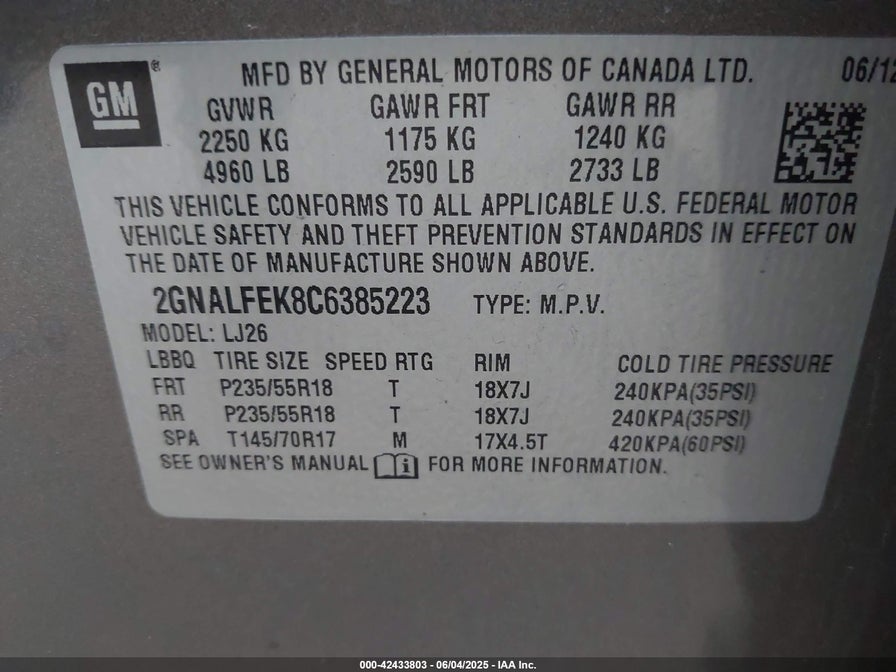 GM ® MFD BY GENERAL MOTORS OF CANADA LTD. 06/12
GVWR GAWR FRT GAWR RR
2250 KG 1175 KG 1240 KG
4960 LB 2590 LB 2733 LB
THIS VEHICLE CONFORMS TO ALL APPLICABLE U.S. FEDERAL MOTOR
VEHICLE SAFETY AND THEFT PREVENTION STANDARDS IN EFFECT ON
THE DATE OF MANUFACTURE SHOWN ABOVE.
2GNALFEK8C6385223 TYPE: M.P.V.
MODEL: LJ26
LBBQ TIRE SIZE SPEED RTG RIM COLD TIRE PRESSURE
FRT P235/55R18 T 18X7J 240KPA(35PSI)
RR P235/55R18 T 18X7J 240KPA(35PSI)
SPA T145/70R17 M 17X4.5T 420KPA(60PSI)
SEE OWNER'S MANUAL i FOR MORE INFORMATION.
000-42433803 - 06/04/2025 - IAA Inc.